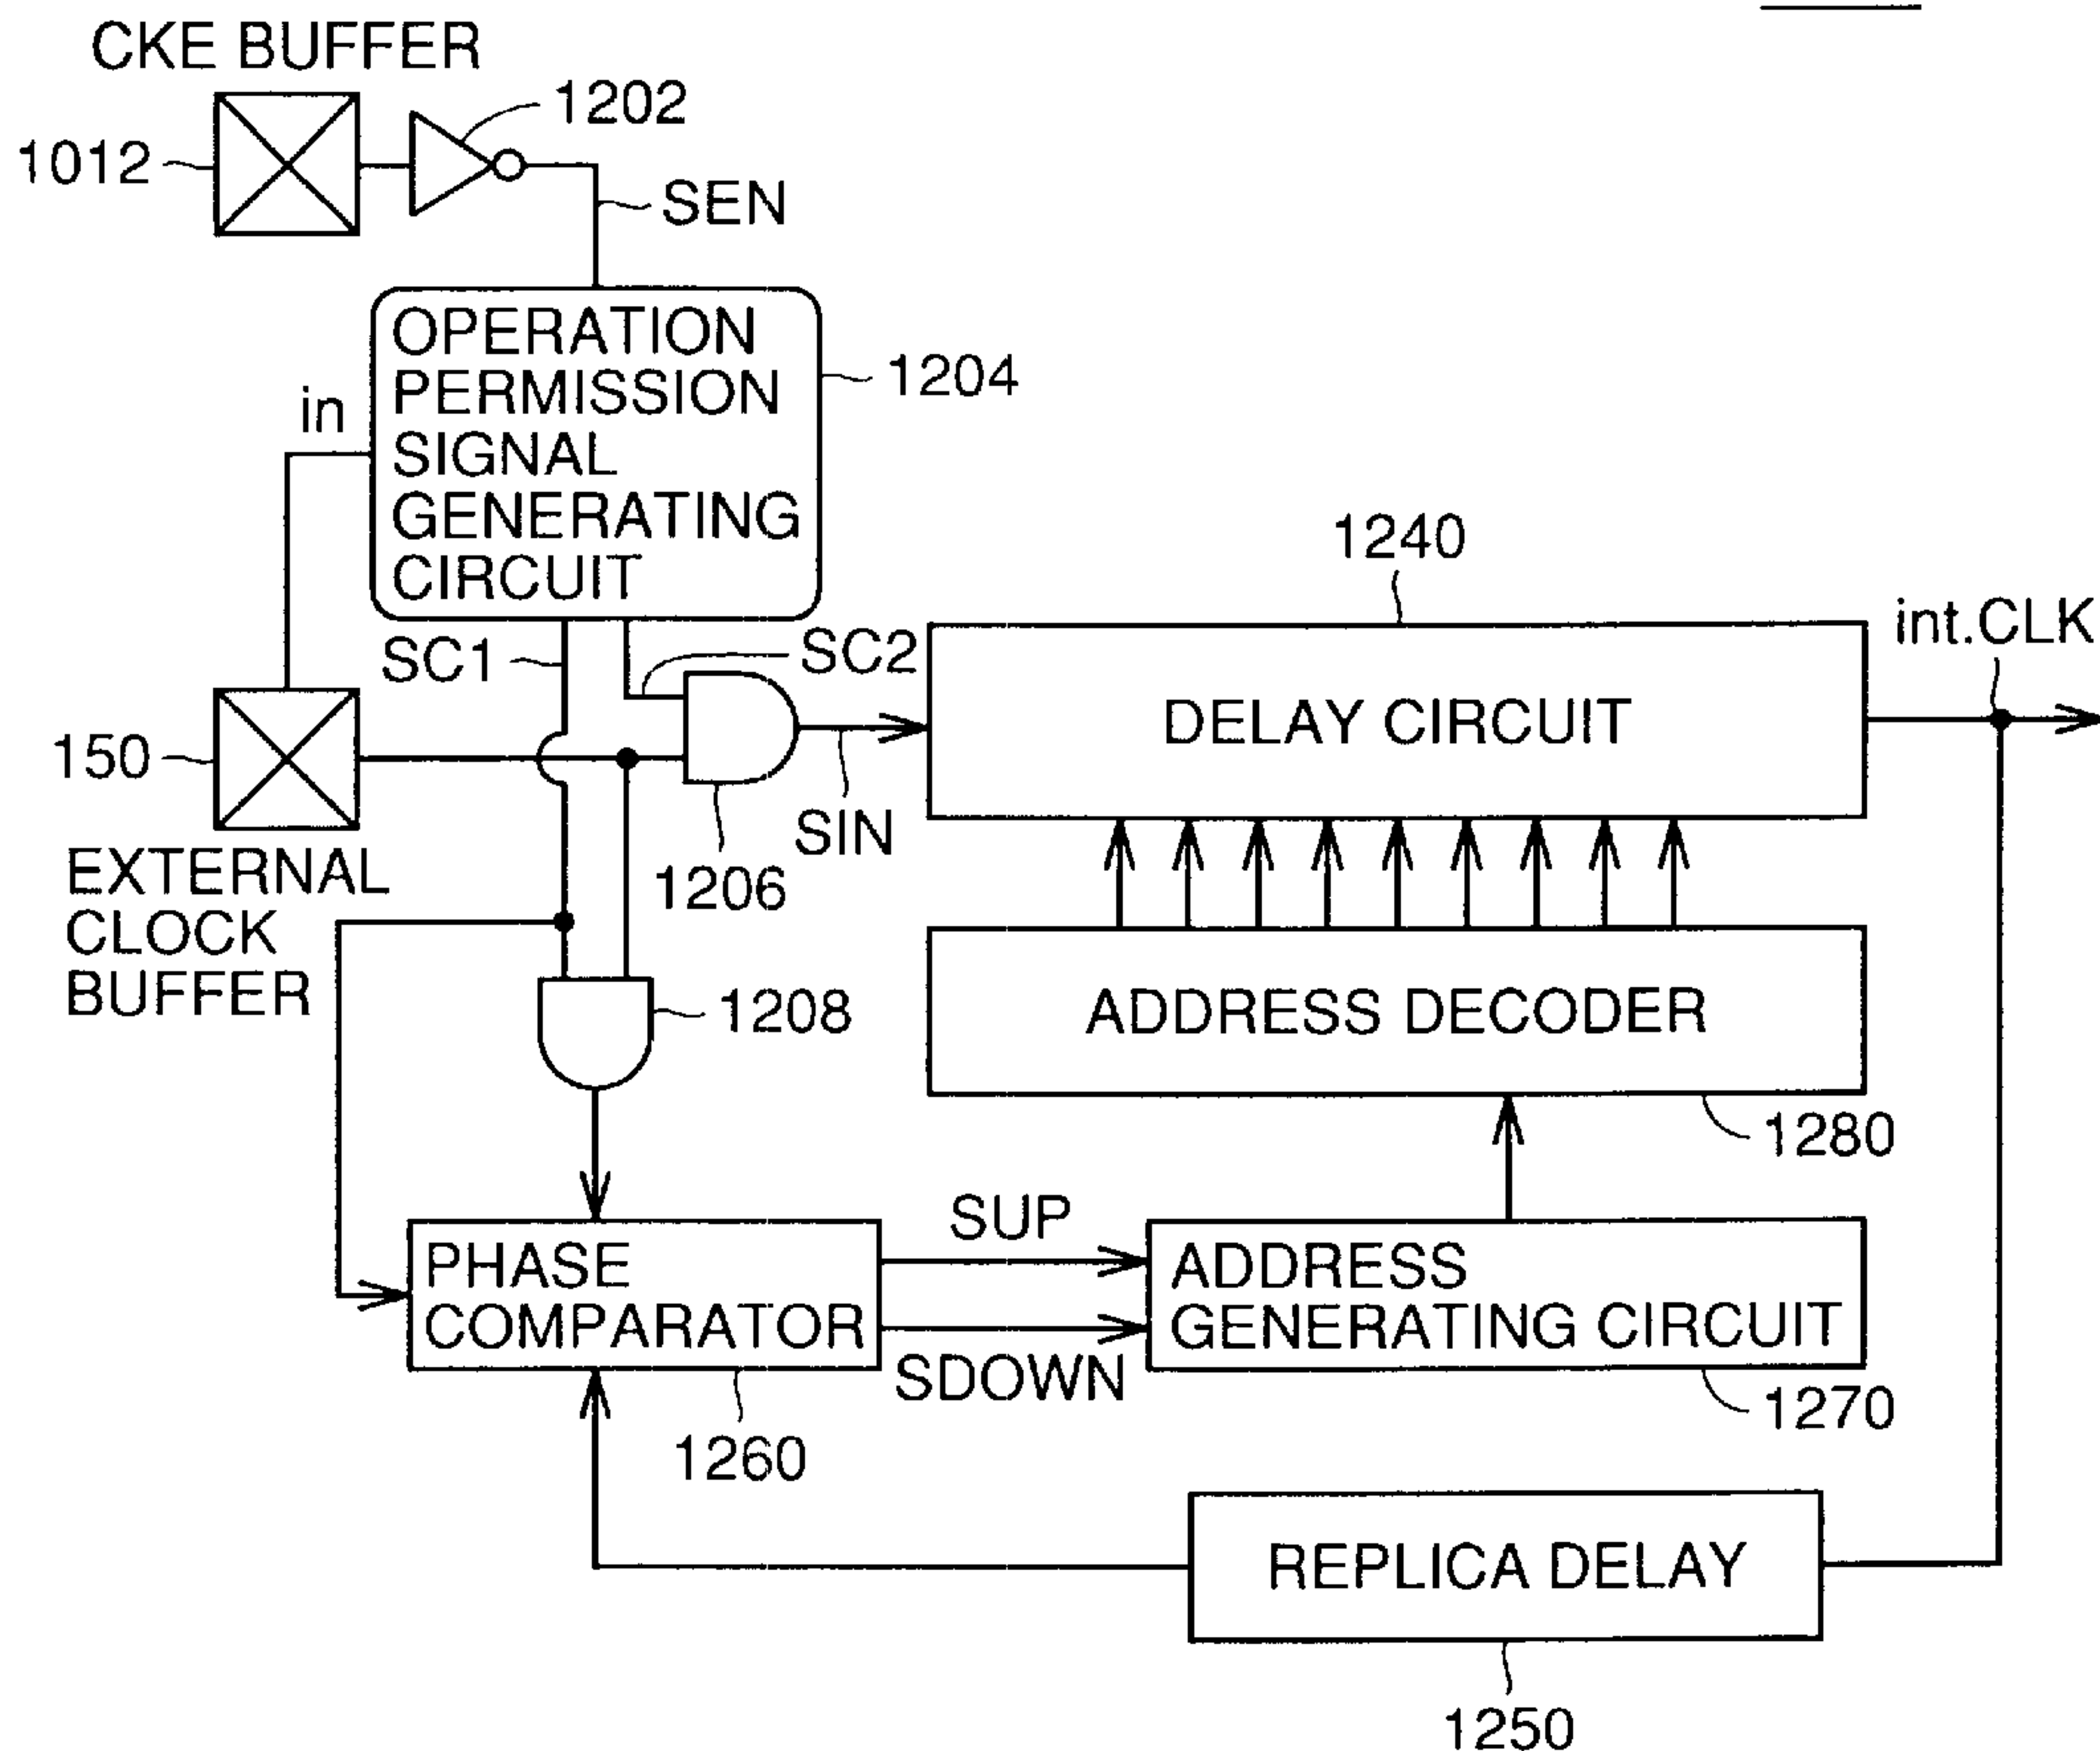 CKE BUFFER
1012
1202
SEN
OPERATION
PERMISSION
SIGNAL
GENERATING
CIRCUIT
1204
in
SC1
SC2
150
EXTERNAL
CLOCK
BUFFER
SIN
1206
1240
DELAY CIRCUIT
int.CLK
1208
ADDRESS DECODER
1280
PHASE
COMPARATOR
1260
SUP
SDOWN
ADDRESS
GENERATING CIRCUIT
1270
REPLICA DELAY
1250